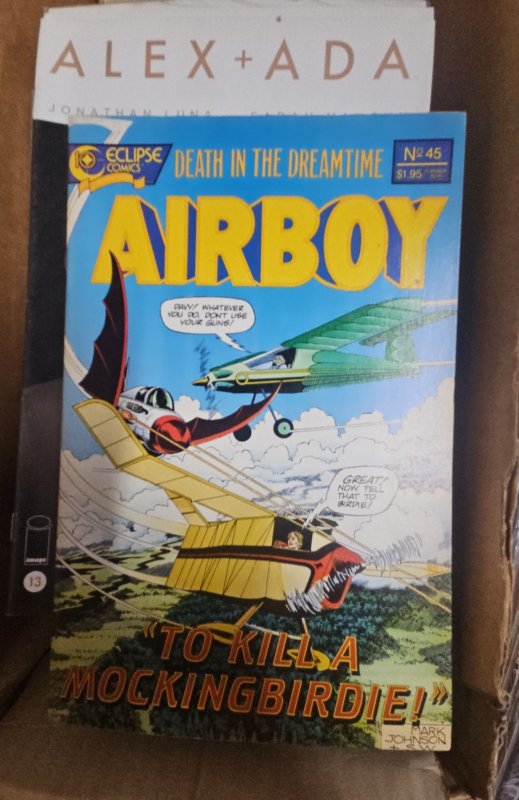 ALEX + ADA
JONATHAN LUNA
ECLIPSE
COMICS
DEATH IN THE DREAMTIME
Nº 45
$1.95
AIRBOY
DAVY! WHATEVER
YOU DO, DON'T USE
YOUR GUNS!
GREAT!
NOW TELL
THAT TO
BIRDIE!
image
13
"TO KILL A
MOCKINGBIRDIE!"
MARK
JOHNSON